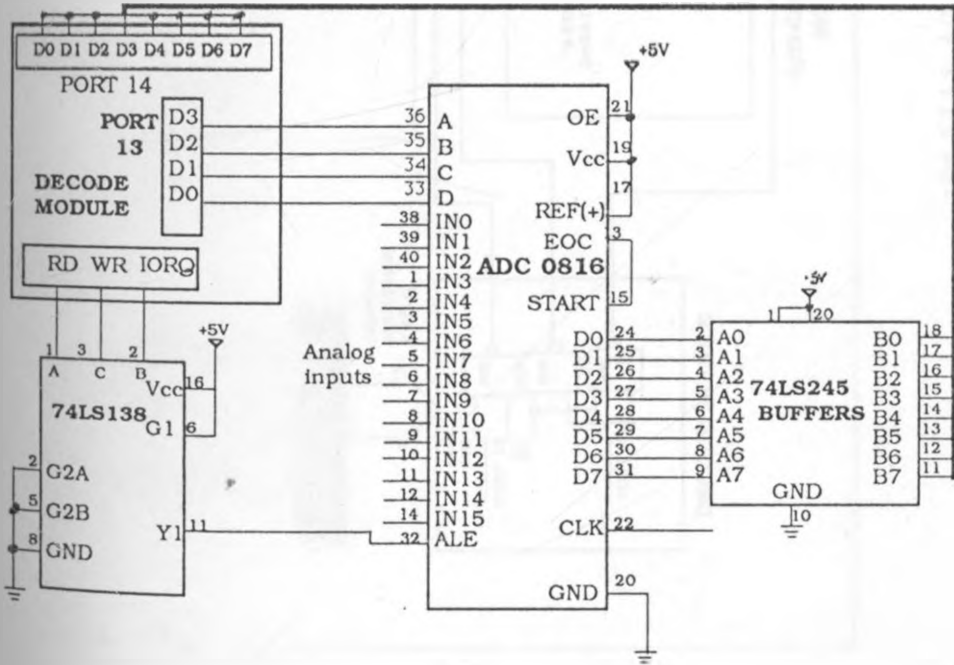 D0 D1 D2 D3 D4 D5 D6 D7
PORT 14
PORT
13
D3
D2
D1
D0
DECODE
MODULE
RD WR IORQ
1 3 2
A C B
+5V
Vcc 16
74LS138
G1 6
2 G2A
5 G2B
8 GND
Y1 11
Analog
Inputs
36 A
35 B
34 C
33 D
38 IN0
39 IN1
40 IN2
1 IN3
2 IN4
3 IN5
4 IN6
5 IN7
6 IN8
7 IN9
8 IN10
9 IN11
10 IN12
11 IN13
12 IN14
14 IN15
32 ALE
ADC 0816
+5V
OE 21
Vcc 19
REF(+) 17
EOC 3
START 15
D0 24
D1 25
D2 26
D3 27
D4 28
D5 29
D6 30
D7 31
CLK 22
GND 20
+5V
1 20
2 A0
3 A1
4 A2
5 A3
6 A4
7 A5
8 A6
9 A7
74LS245
BUFFERS
B0 18
B1 17
B2 16
B3 15
B4 14
B5 13
B6 12
B7 11
GND
10